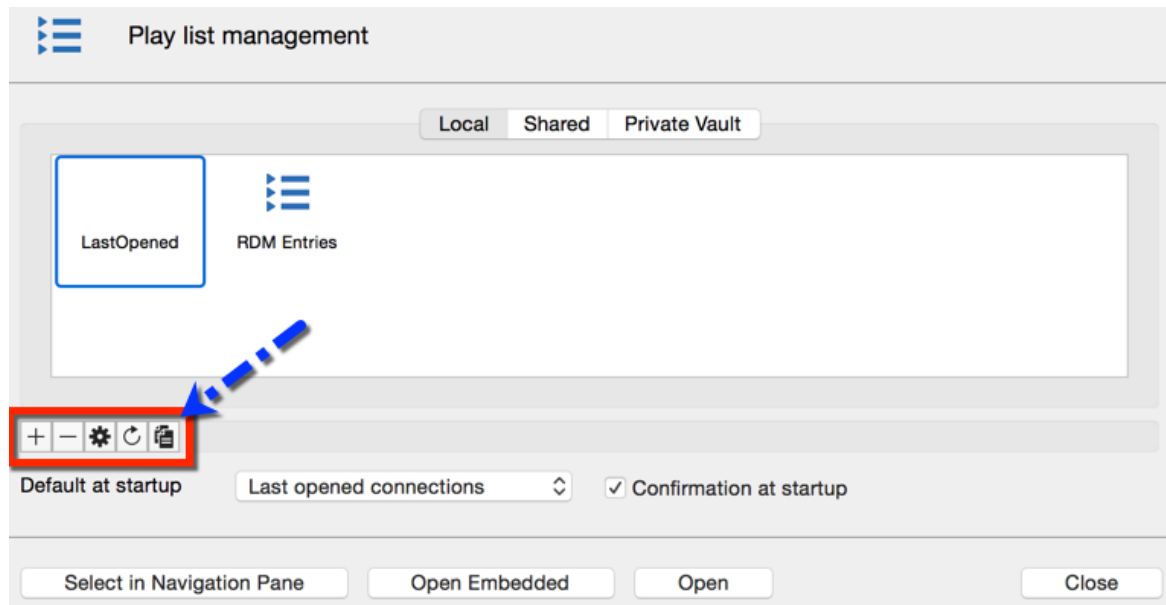 Play list management
Local Shared Private Vault
LastOpened RDM Entries
Default at startup Last opened connections Confirmation at startup
Select in Navigation Pane Open Embedded Open Close